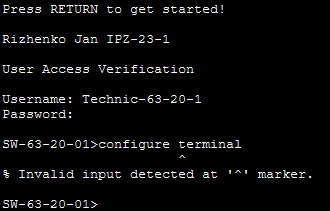 Press RETURN to get started!
Rizhenko Jan IPZ-23-1
User Access Verification
Username: Technic-63-20-1
Password:
SW-63-20-01>configure terminal
^
% Invalid input detected at '^' marker.
SW-63-20-01>